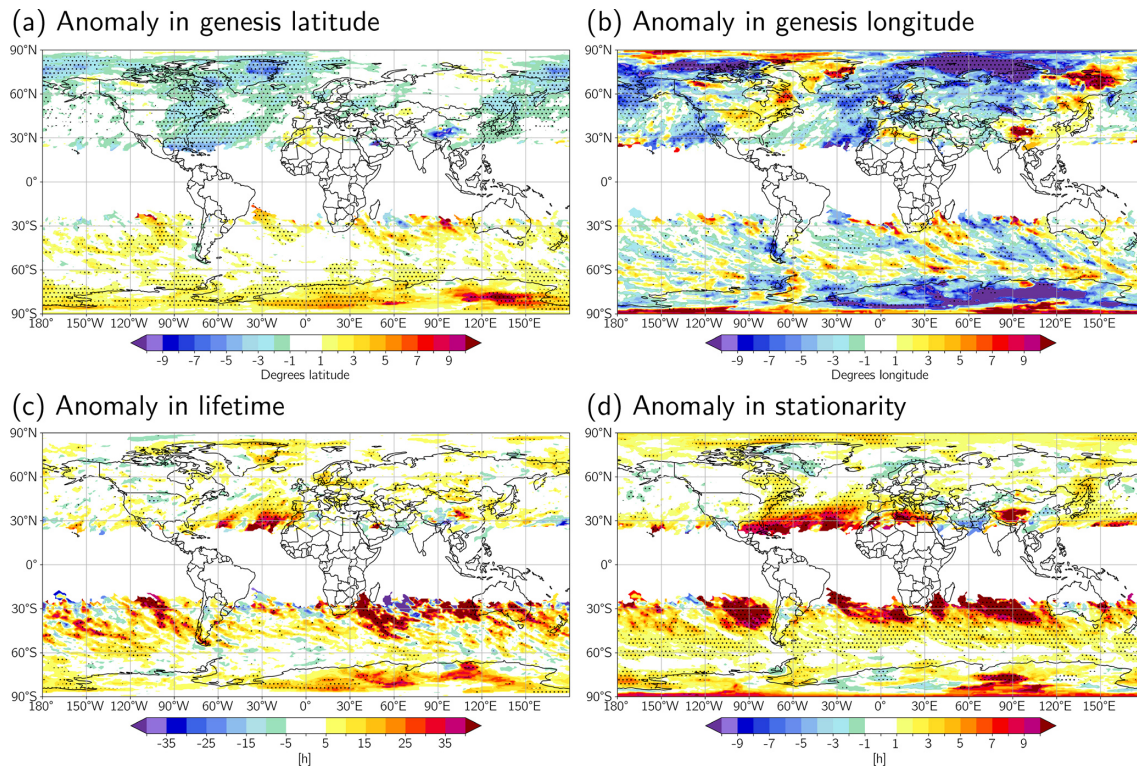 (a) Anomaly in genesis latitude
(b) Anomaly in genesis longitude
90°N
60°N
30°N
0°
30°S
60°S
90°S
180° 150°W 120°W 90°W 60°W 30°W 0° 30°E 60°E 90°E 120°E 150°E
-9 -7 -5 -3 -1 1 3 5 7 9
Degrees latitude
90°N
60°N
30°N
0°
30°S
60°S
90°S
180° 150°W 120°W 90°W 60°W 30°W 0° 30°E 60°E 90°E 120°E 150°E
-9 -7 -5 -3 -1 1 3 5 7 9
Degrees longitude
(c) Anomaly in lifetime
(d) Anomaly in stationarity
90°N
60°N
30°N
0°
30°S
60°S
90°S
180° 150°W 120°W 90°W 60°W 30°W 0° 30°E 60°E 90°E 120°E 150°E
-35 -25 -15 -5 5 15 25 35
[h]
90°N
60°N
30°N
0°
30°S
60°S
90°S
180° 150°W 120°W 90°W 60°W 30°W 0° 30°E 60°E 90°E 120°E 150°E
-9 -7 -5 -3 -1 1 3 5 7 9
[h]